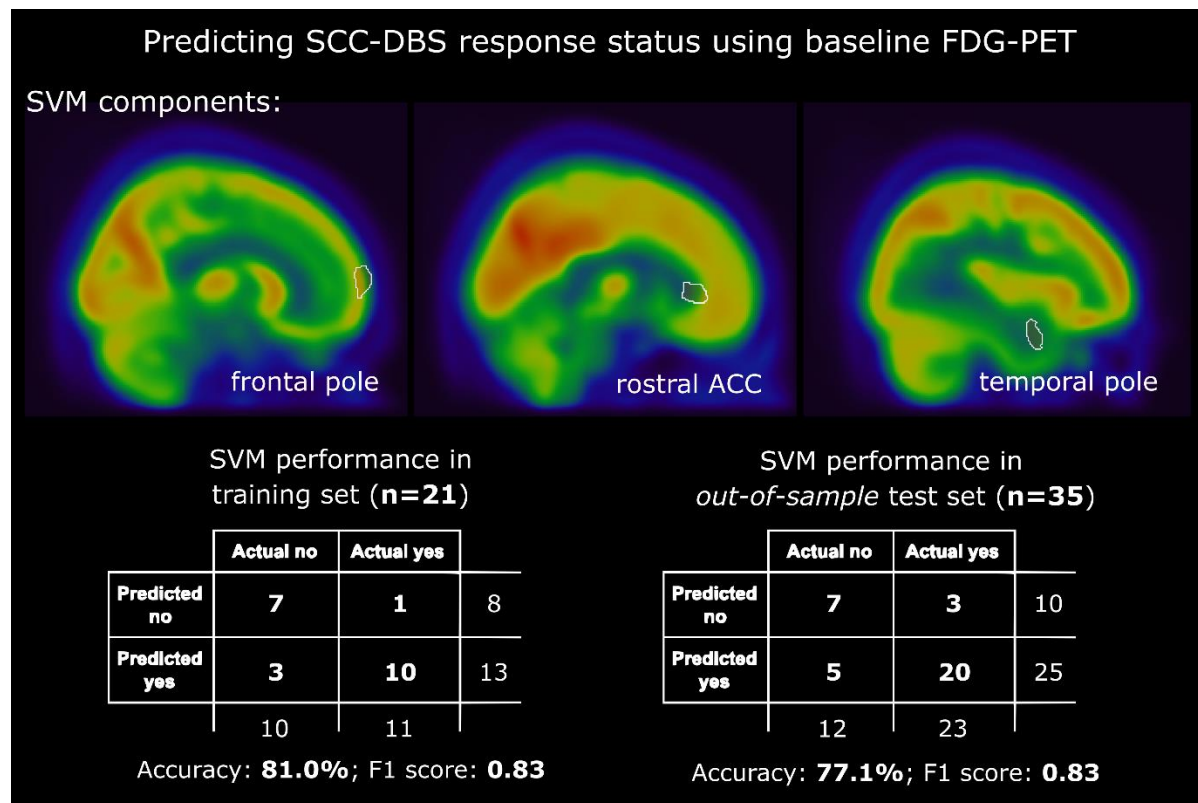 Predicting SCC-DBS response status using baseline FDG-PET
SVM components:
frontal pole
rostral ACC
temporal pole
SVM performance in
training set (n=21)
Actual no Actual yes
Predicted no 7 1 8
Predicted yes 3 10 13
10 11
Accuracy: 81.0%; F1 score: 0.83
SVM performance in
out-of-sample test set (n=35)
Actual no Actual yes
Predicted no 7 3 10
Predicted yes 5 20 25
12 23
Accuracy: 77.1%; F1 score: 0.83